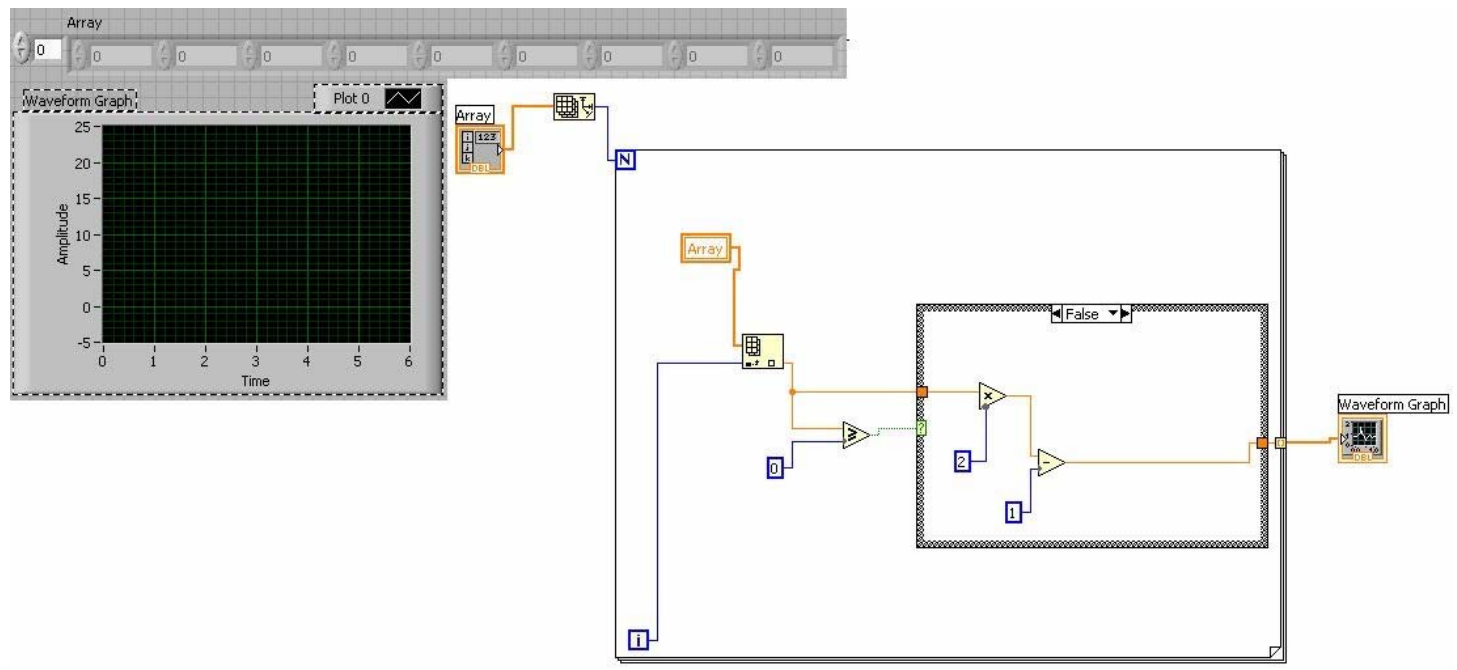 Array
0 0 0 0 0 0 0 0 0 0
Waveform Graph
Plot 0
25
20
15
10
5
0
-5
Amplitude
0 1 2 3 4 5 6
Time
Array
i 123
j
k
DBL
N
Array
False
?
0
2
1
i
Waveform Graph
DBL